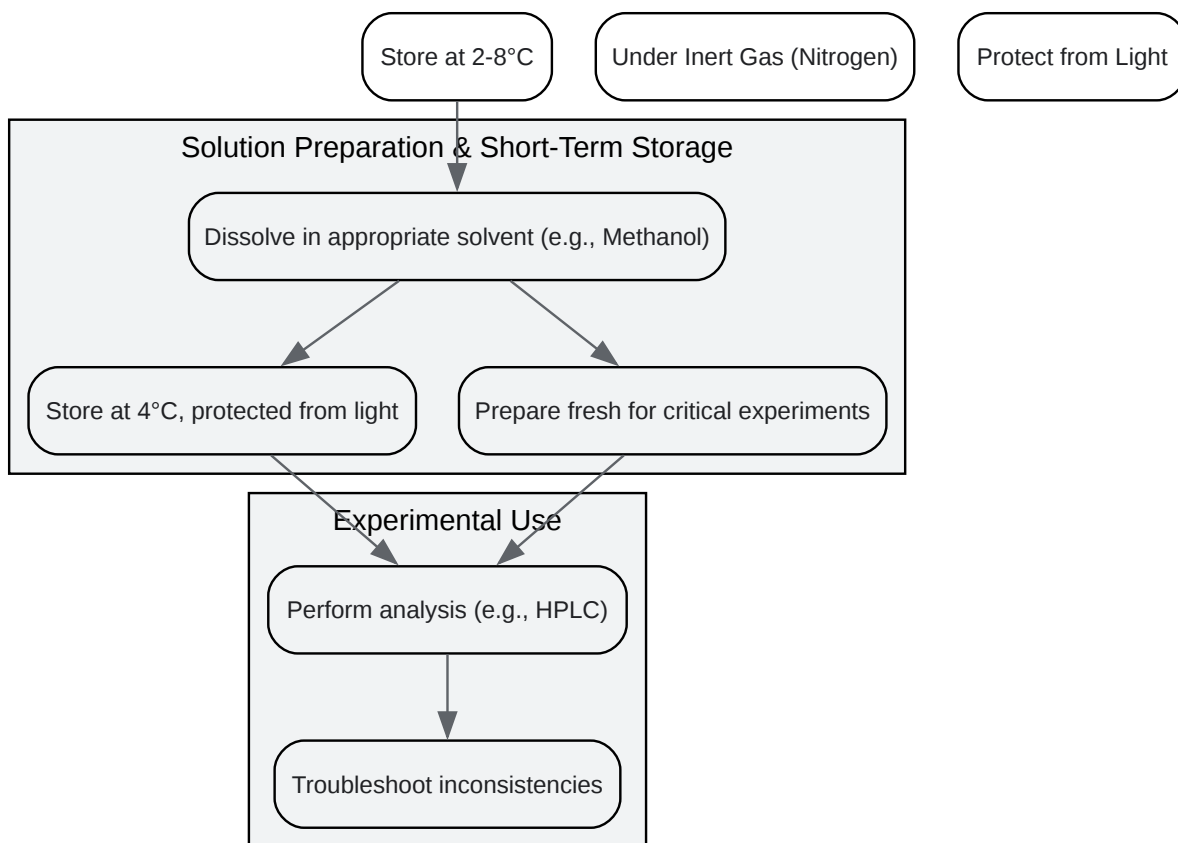 Store at 2-8°C
Under Inert Gas (Nitrogen)
Protect from Light
Solution Preparation & Short-Term Storage
Dissolve in appropriate solvent (e.g., Methanol)
Store at 4°C, protected from light
Prepare fresh for critical experiments
Experimental Use
Perform analysis (e.g., HPLC)
Troubleshoot inconsistencies